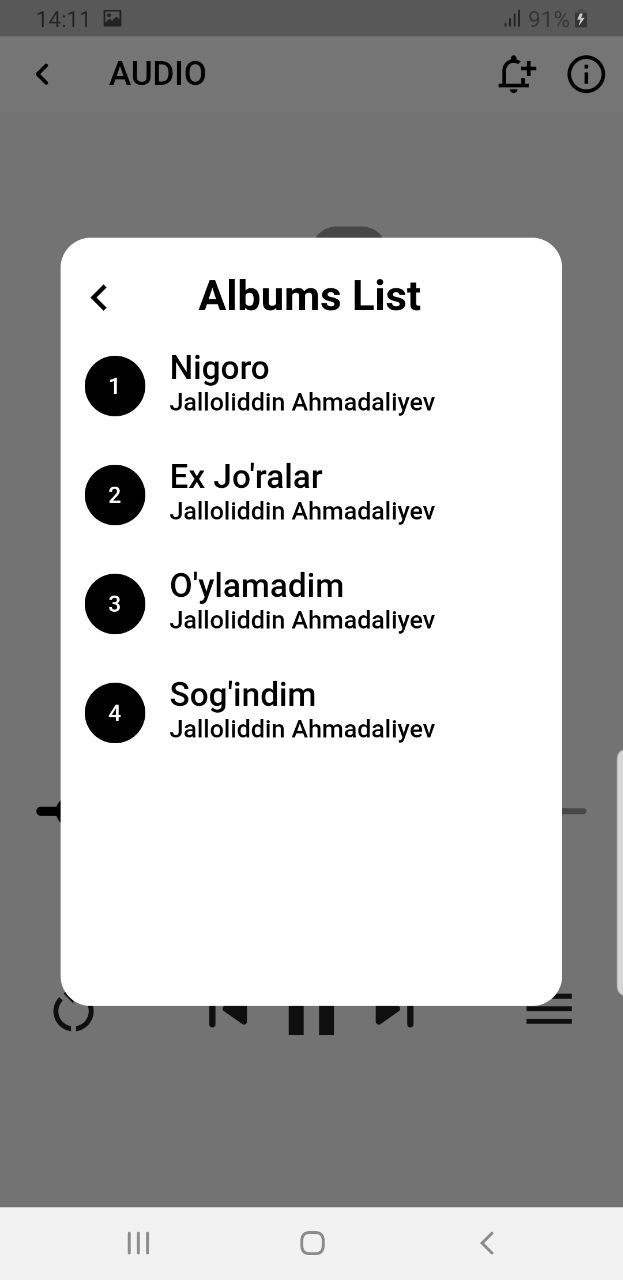 14:11
91%
AUDIO
Albums List
1
Nigoro
Jalloliddin Ahmadaliyev
2
Ex Jo'ralar
Jalloliddin Ahmadaliyev
3
O'ylamadim
Jalloliddin Ahmadaliyev
4
Sog'indim
Jalloliddin Ahmadaliyev